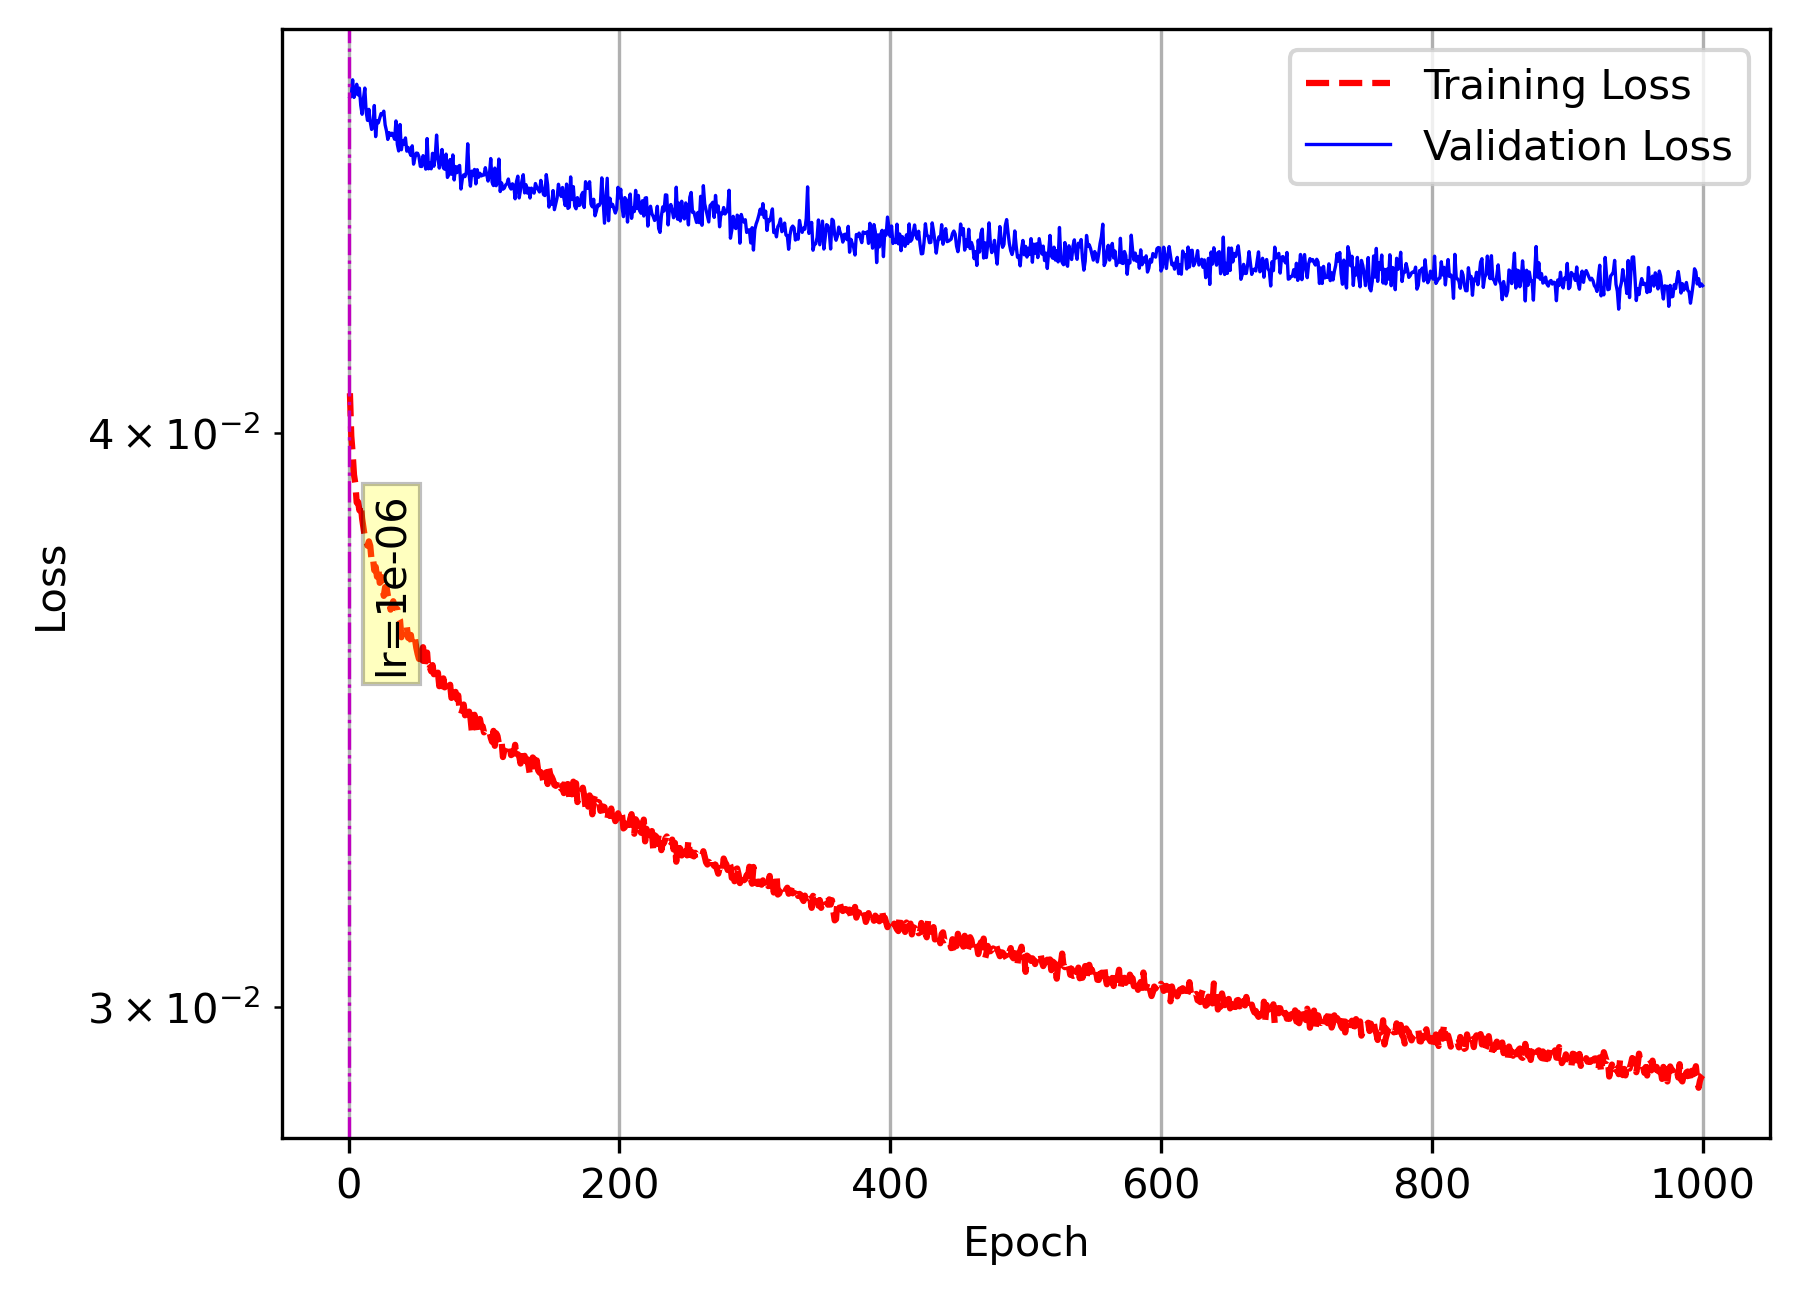 Training Loss
Validation Loss
4 × 10⁻²
3 × 10⁻²
Loss
lr=1e-06
0 200 400 600 800 1000
Epoch